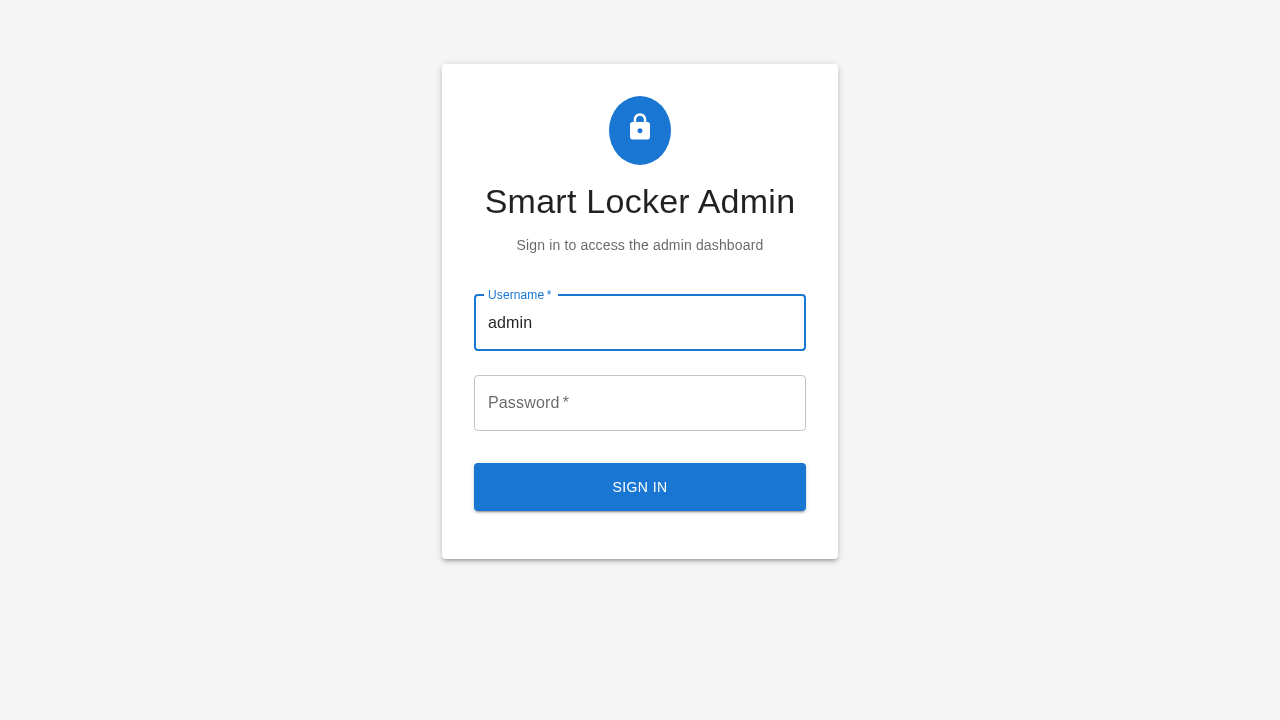 Smart Locker Admin
Sign in to access the admin dashboard
Username *
admin
Password *
SIGN IN